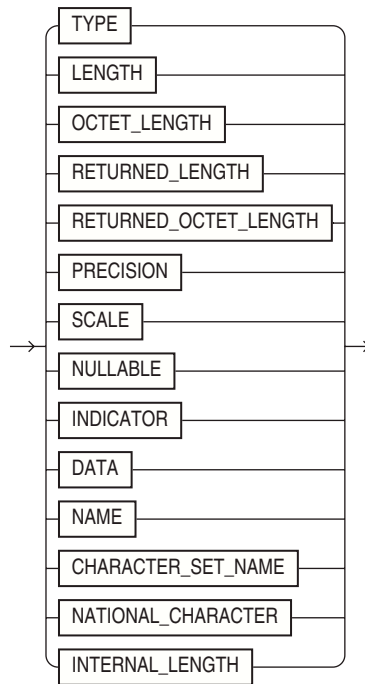 TYPE
LENGTH
OCTET_LENGTH
RETURNED_LENGTH
RETURNED_OCTET_LENGTH
PRECISION
SCALE
NULLABLE
INDICATOR
DATA
NAME
CHARACTER_SET_NAME
NATIONAL_CHARACTER
INTERNAL_LENGTH